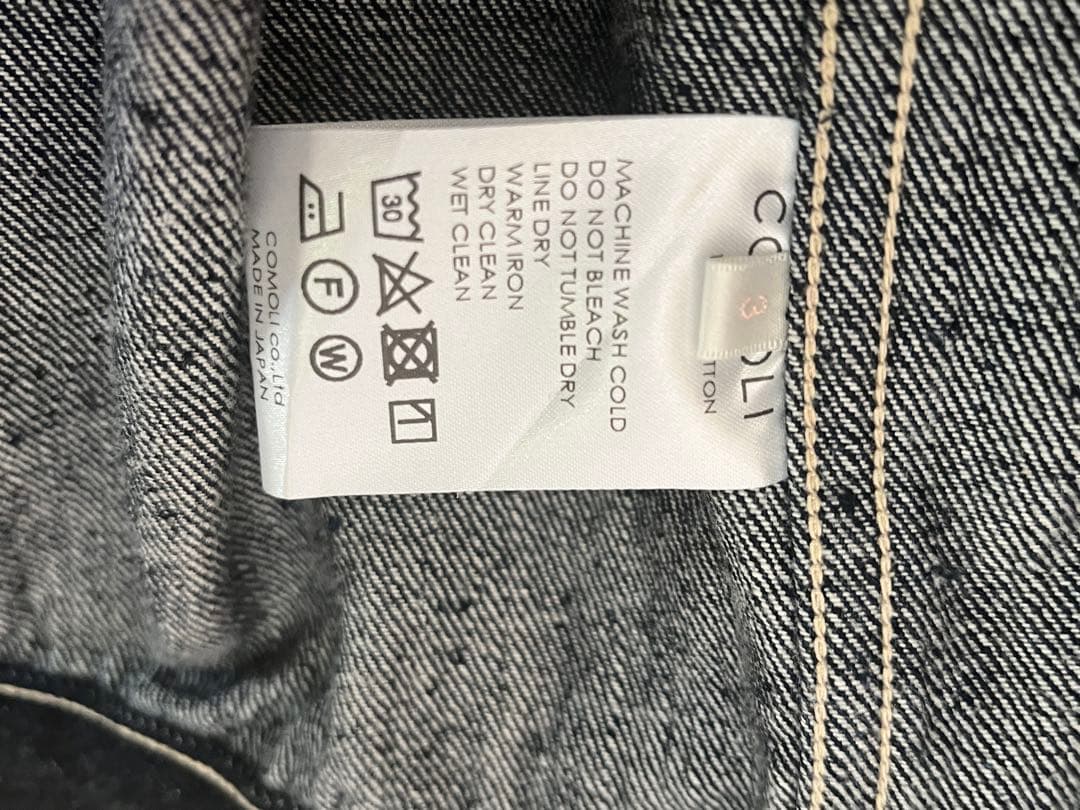 3
MACHINE WASH COLD
DO NOT BLEACH
DO NOT TUMBLE DRY
LINE DRY
WARM IRON
DRY CLEAN
WET CLEAN
30
F W
COMOLI CO.,Ltd
MADE IN JAPAN